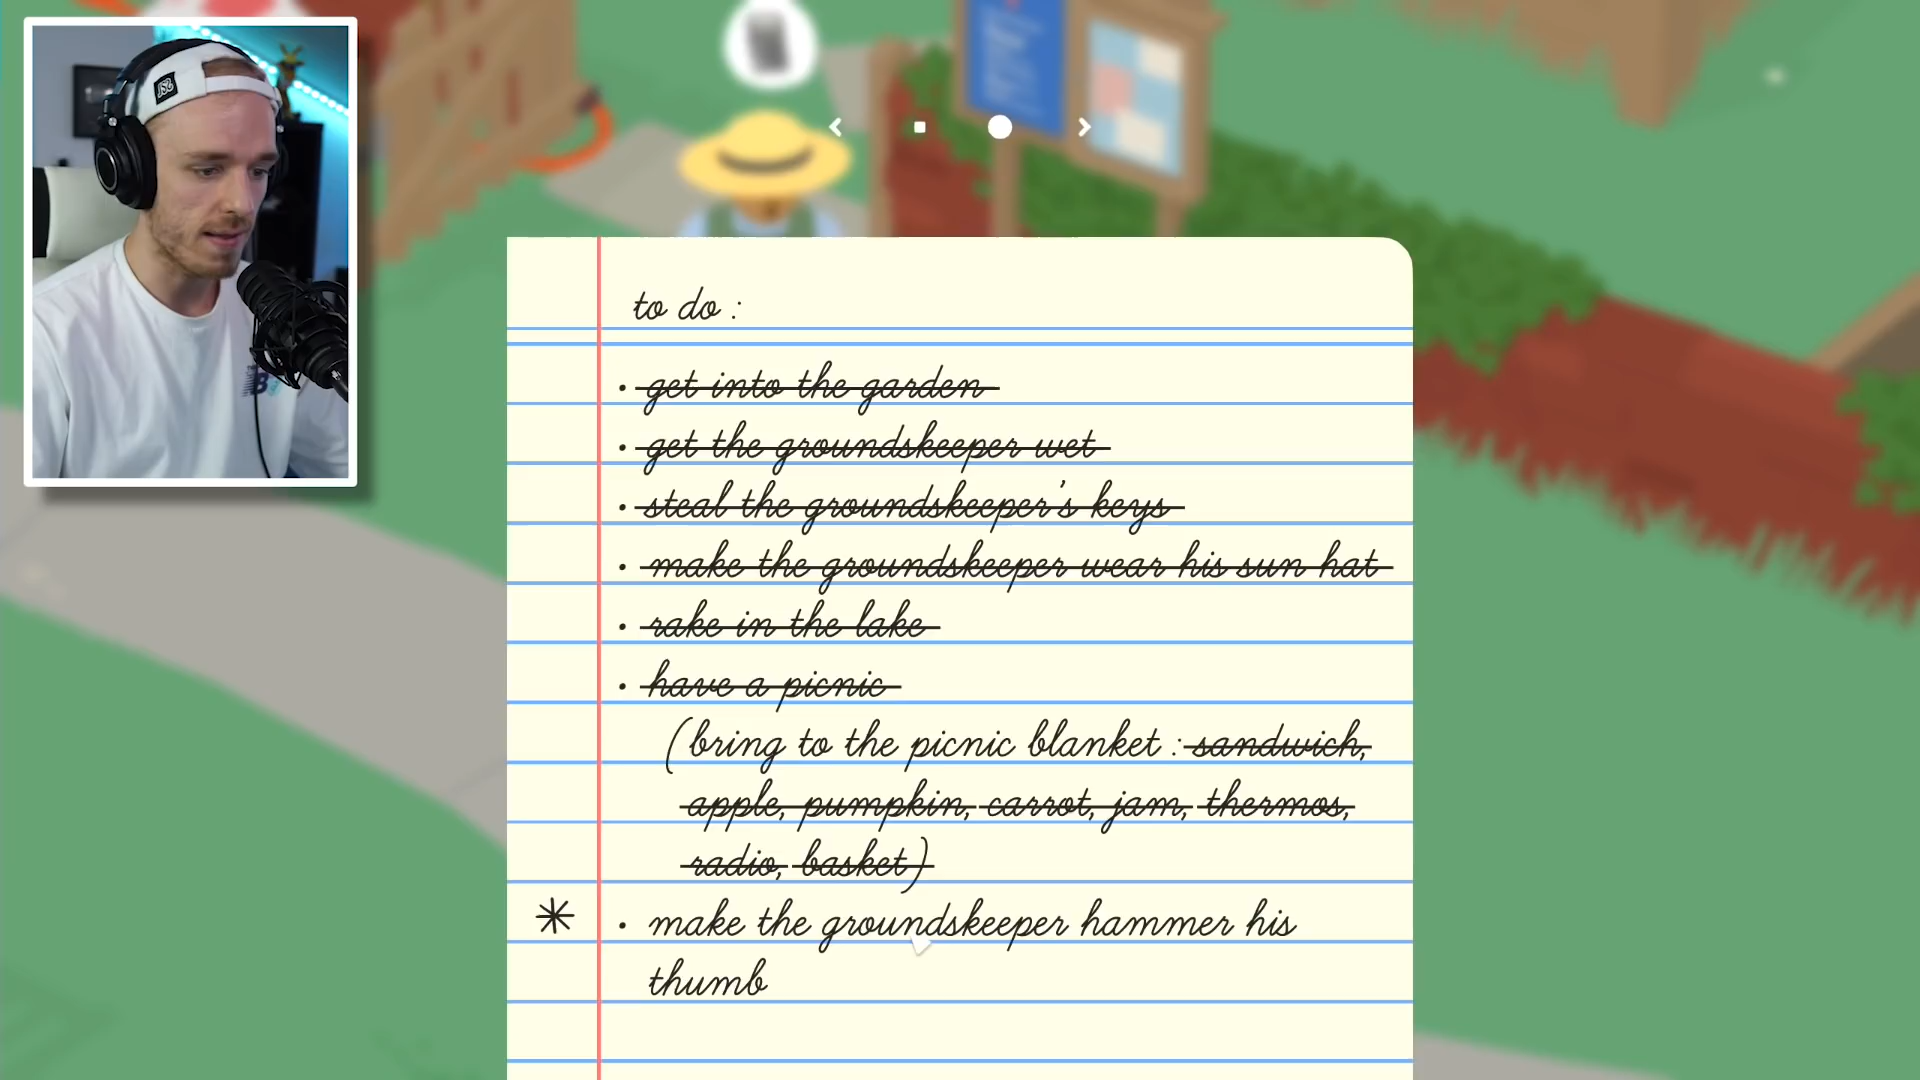 to do :
• get into the garden
• get the groundskeeper wet
• steal the groundskeeper's keys
• make the groundskeeper wear his sun hat
• rake in the lake
• have a picnic
(bring to the picnic blanket : sandwich,
apple, pumpkin, carrot, jam, thermos,
radio, basket)
* • make the groundskeeper hammer his
thumb